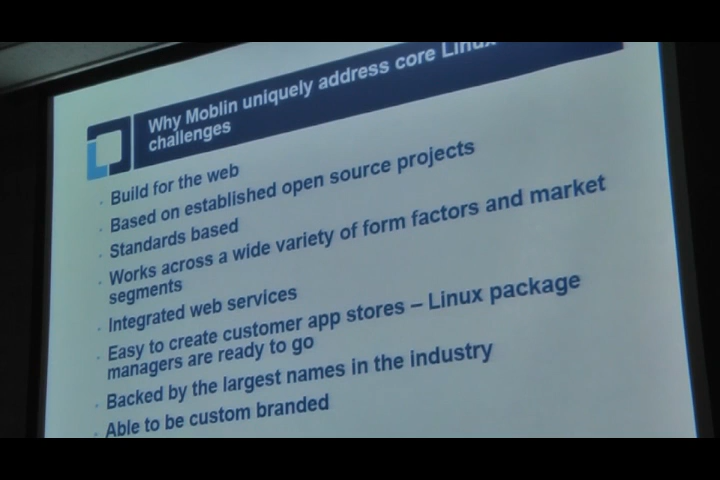 Why Moblin uniquely address core Linux
challenges
Build for the web
Based on established open source projects
Standards based
Works across a wide variety of form factors and market
segments
Integrated web services
Easy to create customer app stores – Linux package
managers are ready to go
Backed by the largest names in the industry
Able to be custom branded